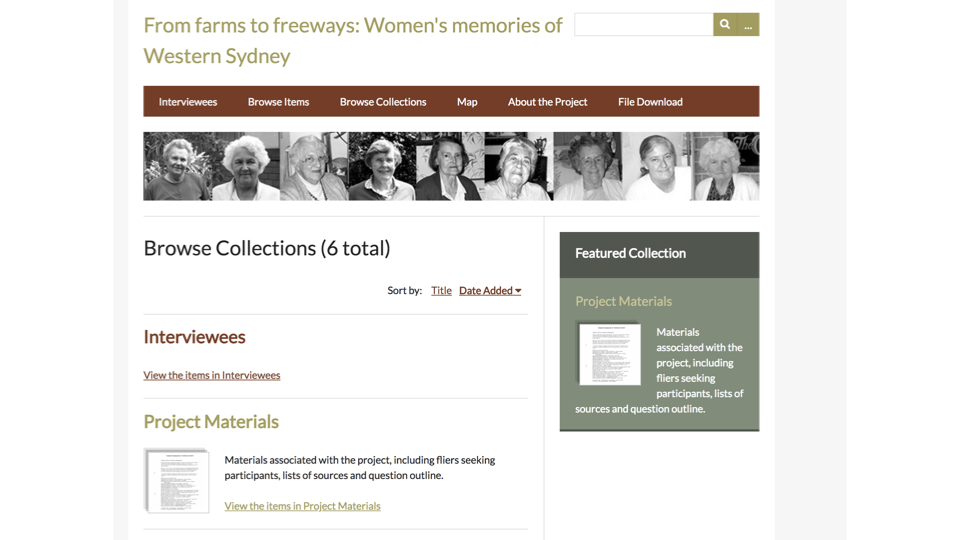 From farms to freeways: Women's memories of
Western Sydney
...
Interviewees Browse Items Browse Collections Map About the Project File Download
Browse Collections (6 total)
Sort by: Title Date Added
Interviewees
View the items in Interviewees
Project Materials
Materials associated with the project, including fliers seeking
participants, lists of sources and question outline.
View the items in Project Materials
Featured Collection
Project Materials
Materials
associated with the
project, including
fliers seeking
participants, lists of
sources and question outline.